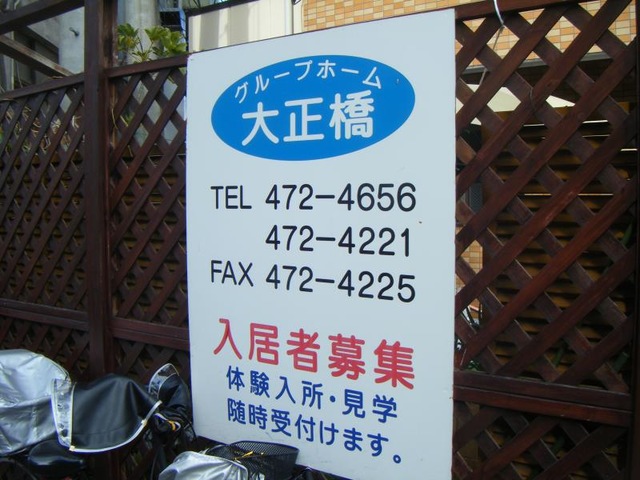 グループホーム
大正橋
TEL 472-4656
472-4221
FAX 472-4225
入居者募集
体験入所・見学
随時受付けます。